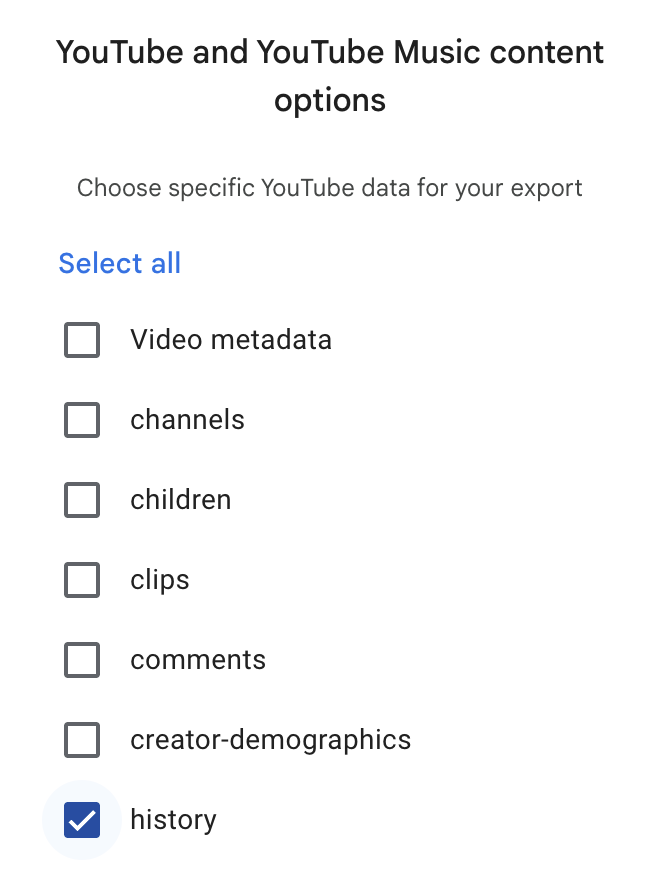 YouTube and YouTube Music content
options
Choose specific YouTube data for your export
Select all
Video metadata
channels
children
clips
comments
creator-demographics
history